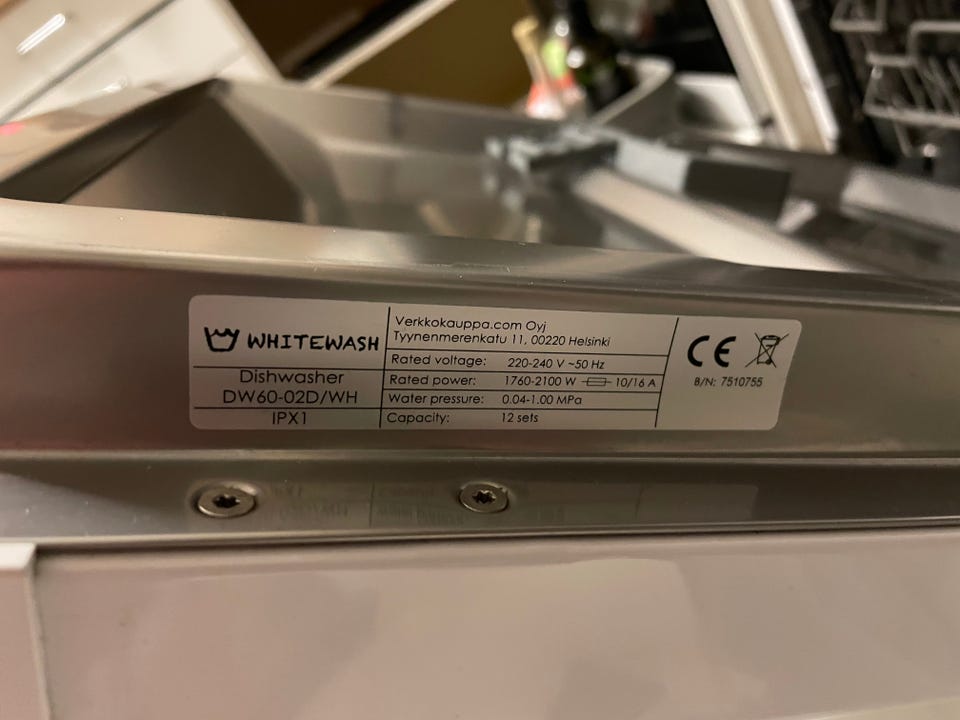 WHITEWASH
Dishwasher
DW60-02D/WH
IPX1
Verkkokauppa.com Oyj
Tyynenmerenkatu 11, 00220 Helsinki
Rated voltage: 220-240 V ~50 Hz
Rated power: 1760-2100 W 10/16 A
Water pressure: 0.04-1.00 MPa
Capacity: 12 sets
CE
B/N: 7510755